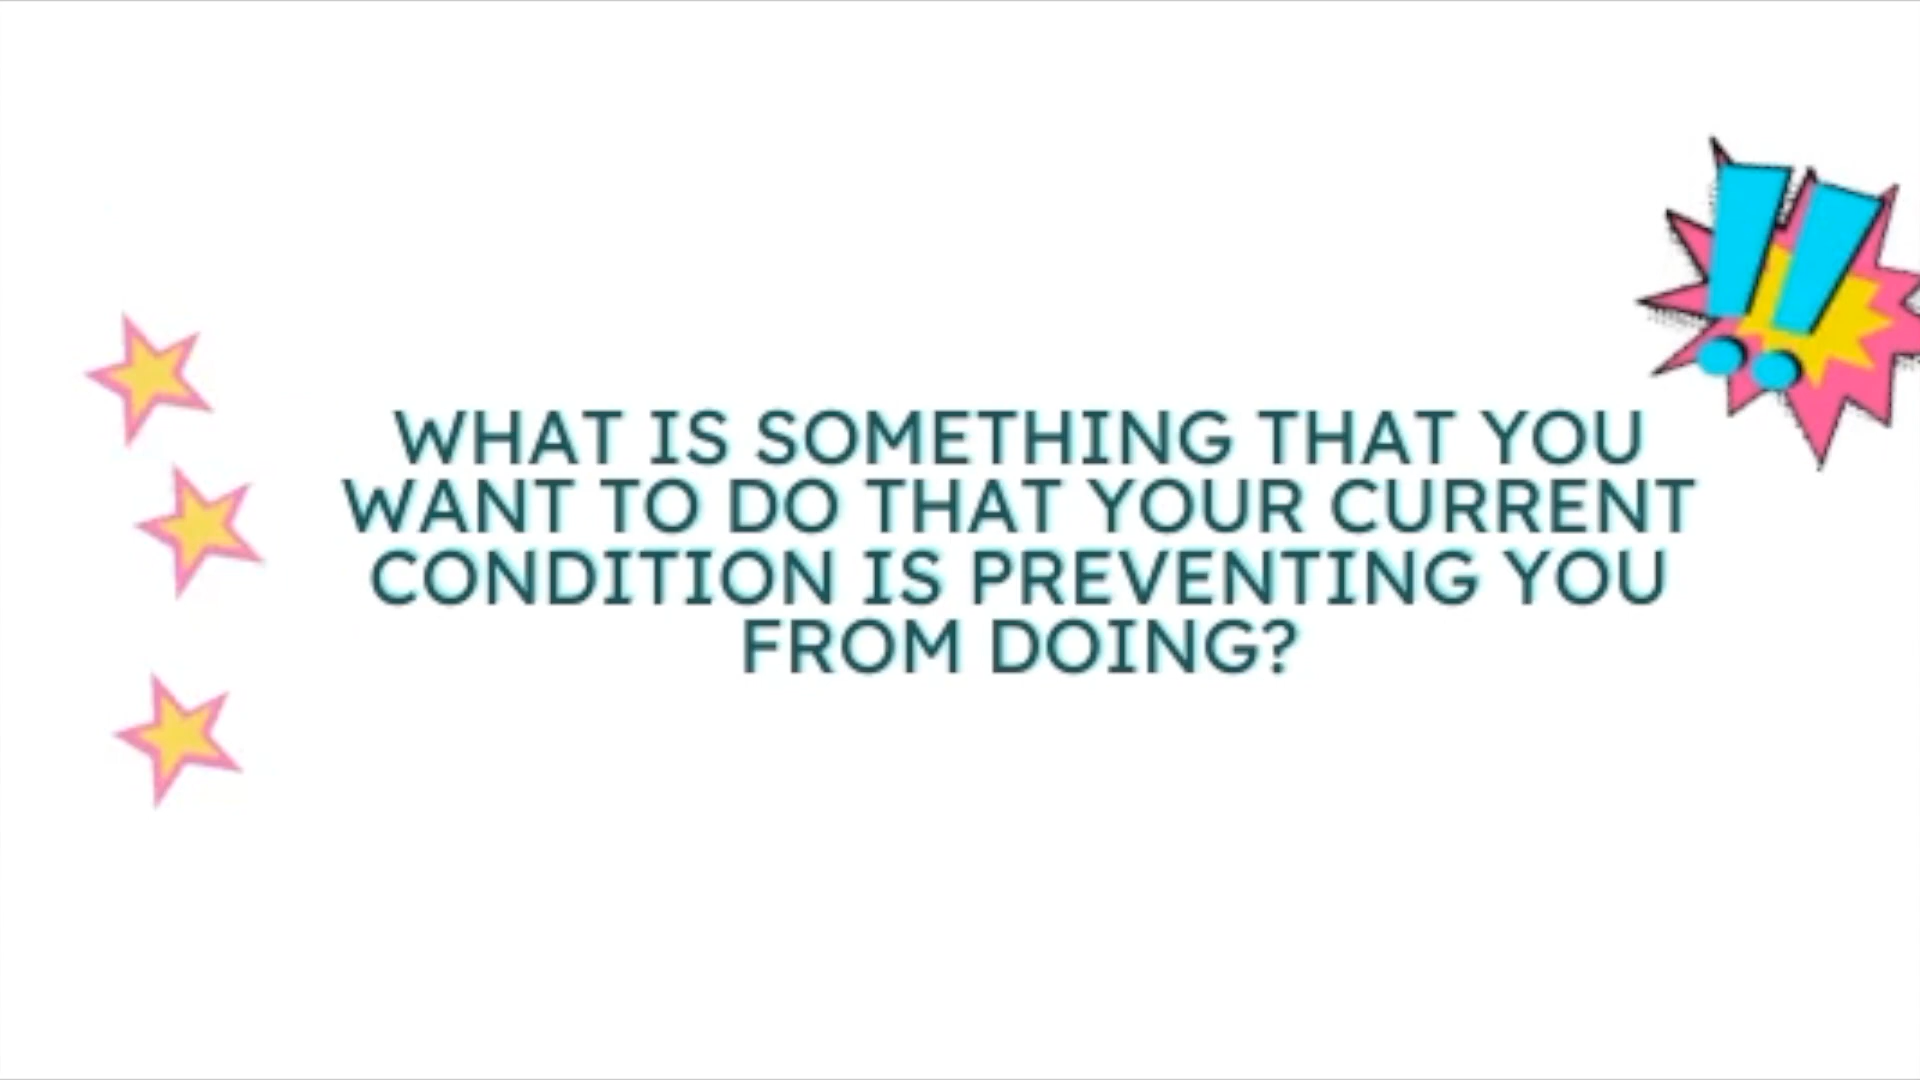 WHAT IS SOMETHING THAT YOU
WANT TO DO THAT YOUR CURRENT
CONDITION IS PREVENTING YOU
FROM DOING?